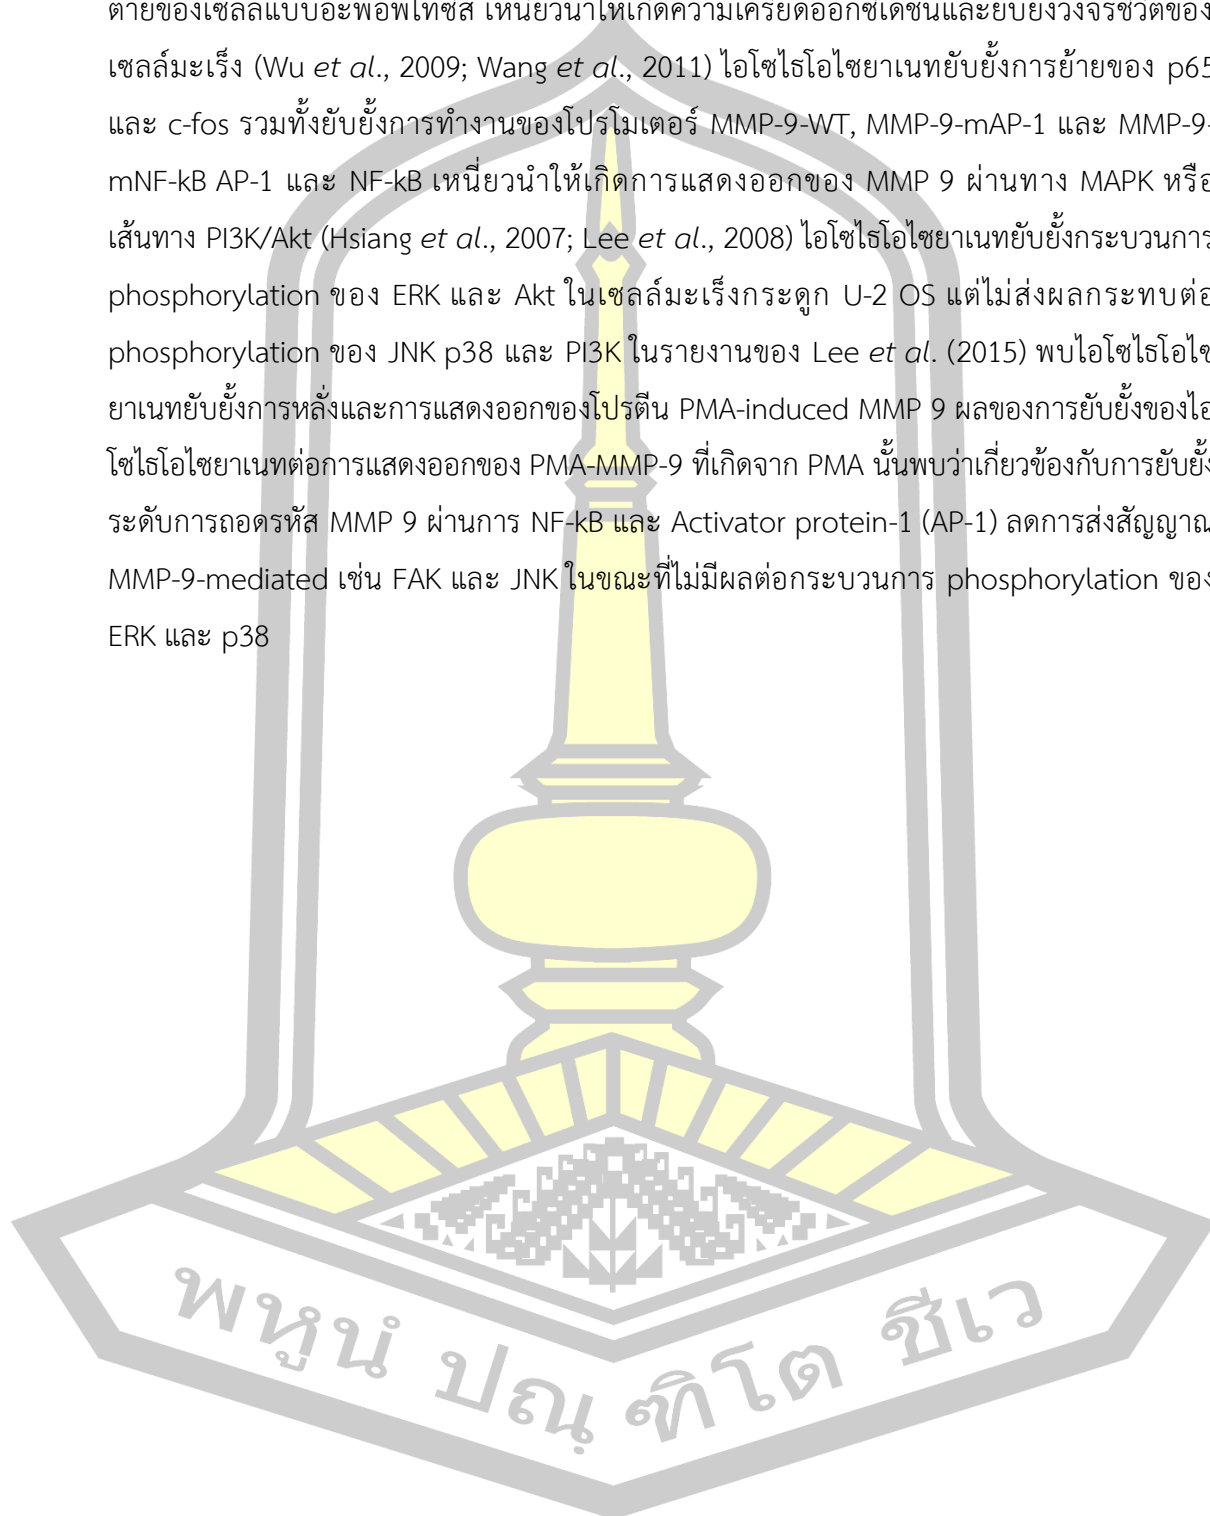 ตายของเซลล์แบบอะพอพโทซิส เหนี่ยวนำให้เกิดความเครียดออกซิเดชันและยับยั้งวงจรชีวิตของ
เซลล์มะเร็ง (Wu et al., 2009; Wang et al., 2011) ไอโซไธโอไซยาเนทยับยั้งการย้ายของ p65
และ c-fos รวมทั้งยับยั้งการทำงานของโปรโมเตอร์ MMP-9-WT, MMP-9-mAP-1 และ MMP-9-
mNF-kB AP-1 และ NF-kB เหนี่ยวนำให้เกิดการแสดงออกของ MMP 9 ผ่านทาง MAPK หรือ
เส้นทาง PI3K/Akt (Hsiang et al., 2007; Lee et al., 2008) ไอโซไธโอไซยาเนทยับยั้งกระบวนการ
phosphorylation ของ ERK และ Akt ในเซลล์มะเร็งกระดูก U-2 OS แต่ไม่ส่งผลกระทบต่อ
phosphorylation ของ JNK p38 และ PI3K ในรายงานของ Lee et al. (2015) พบไอโซไธโอไซ
ยาเนทยับยั้งการหลั่งและการแสดงออกของโปรตีน PMA-induced MMP 9 ผลของการยับยั้งของไอ
โซไธโอไซยาเนทต่อการแสดงออกของ PMA-MMP-9 ที่เกิดจาก PMA นั้นพบว่าเกี่ยวข้องกับการยับยั้ง
ระดับการถอดรหัส MMP 9 ผ่านการ NF-kB และ Activator protein-1 (AP-1) ลดการส่งสัญญาณ
MMP-9-mediated เช่น FAK และ JNK ในขณะที่ไม่มีผลต่อกระบวนการ phosphorylation ของ
ERK และ p38
พหูนํ ปณฺฑิโต ชีเว